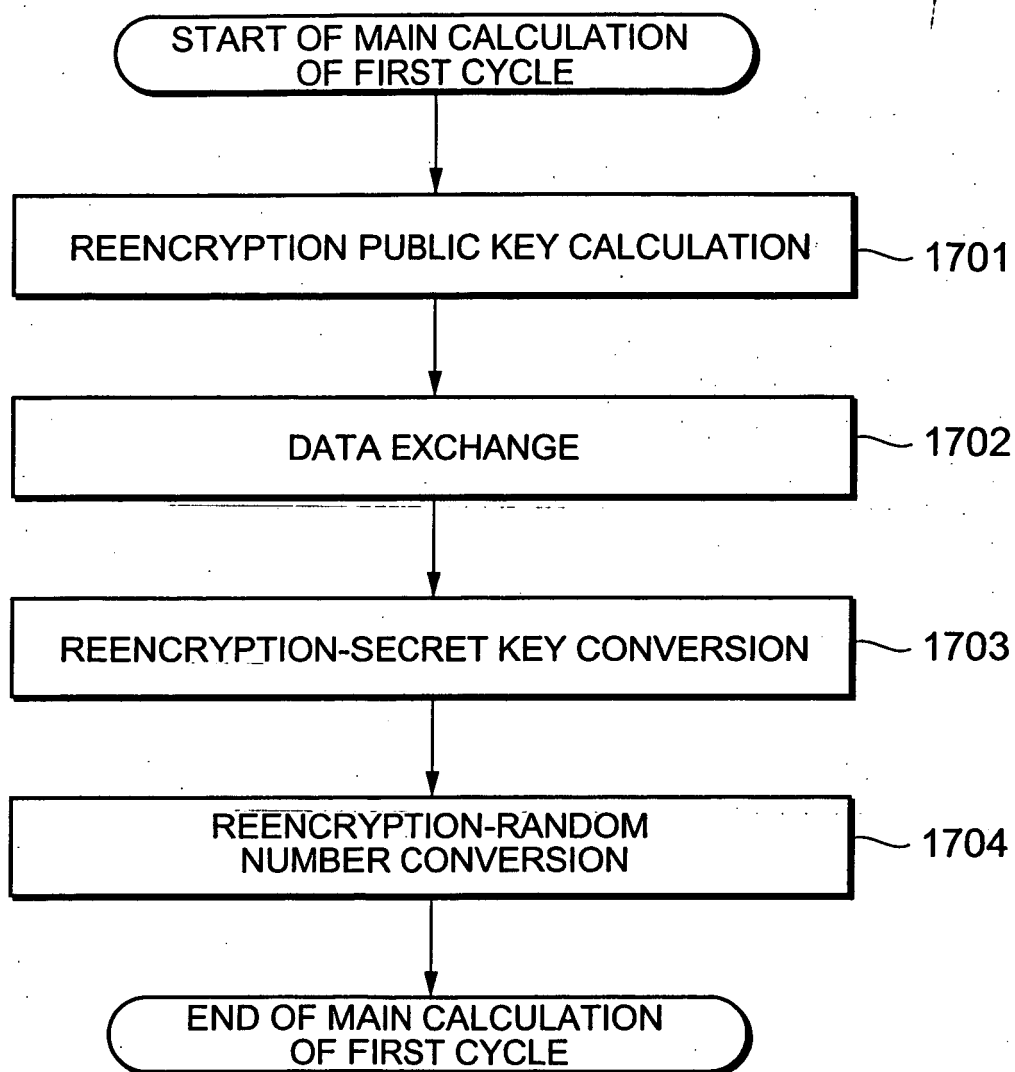 START OF MAIN CALCULATION
OF FIRST CYCLE
REENCRYPTION PUBLIC KEY CALCULATION
1701
DATA EXCHANGE
1702
REENCRYPTION-SECRET KEY CONVERSION
1703
REENCRYPTION-RANDOM
NUMBER CONVERSION
1704
END OF MAIN CALCULATION
OF FIRST CYCLE